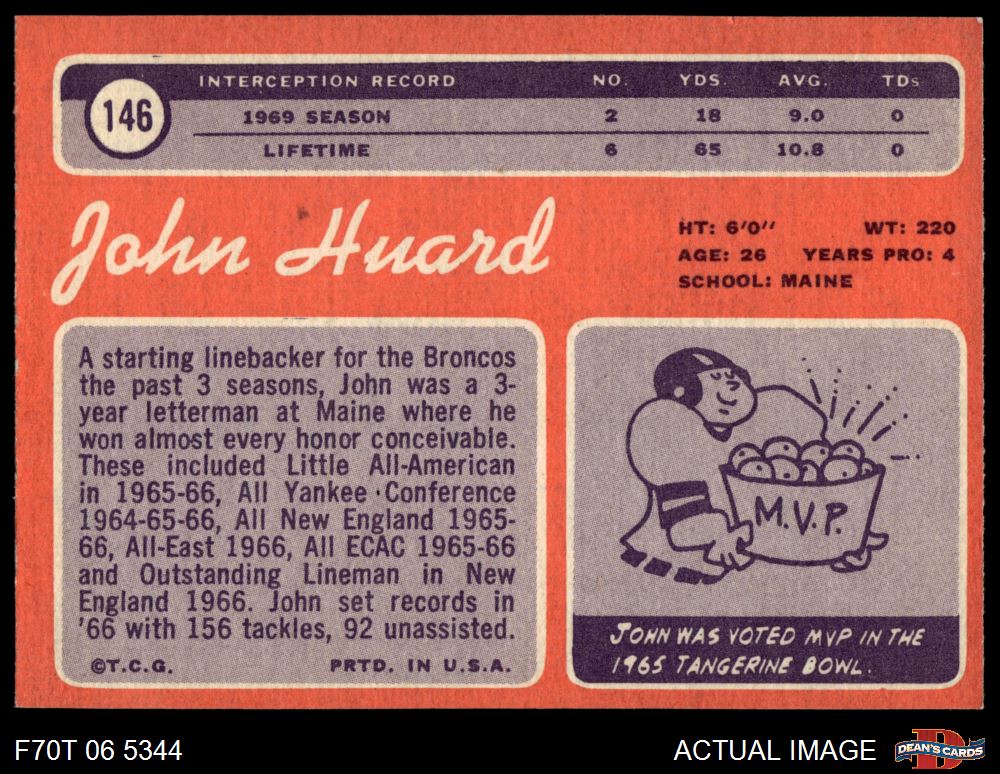 146
INTERCEPTION RECORD NO. YDS. AVG. TDs
1969 SEASON 2 18 9.0 0
LIFETIME 6 65 10.8 0
John Huard
HT: 6'0'' WT: 220
AGE: 26 YEARS PRO: 4
SCHOOL: MAINE
A starting linebacker for the Broncos
the past 3 seasons, John was a 3-
year letterman at Maine where he
won almost every honor conceivable.
These included Little All-American
in 1965-66, All Yankee Conference
1964-65-66, All New England 1965-
66, All-East 1966, All ECAC 1965-66
and Outstanding Lineman in New
England 1966. John set records in
'66 with 156 tackles, 92 unassisted.
©T.C.G. PRTD. IN U.S.A.
M.V.P.
JOHN WAS VOTED MVP IN THE
1965 TANGERINE BOWL.
F70T 06 5344 ACTUAL IMAGE
D
DEAN'S CARDS